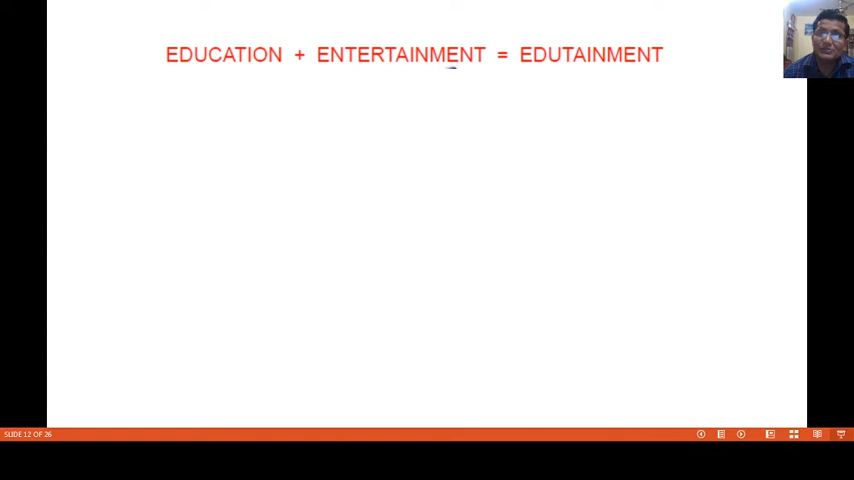 EDUCATION + ENTERTAINMENT = EDUTAINMENT
SLIDE 12 OF 26